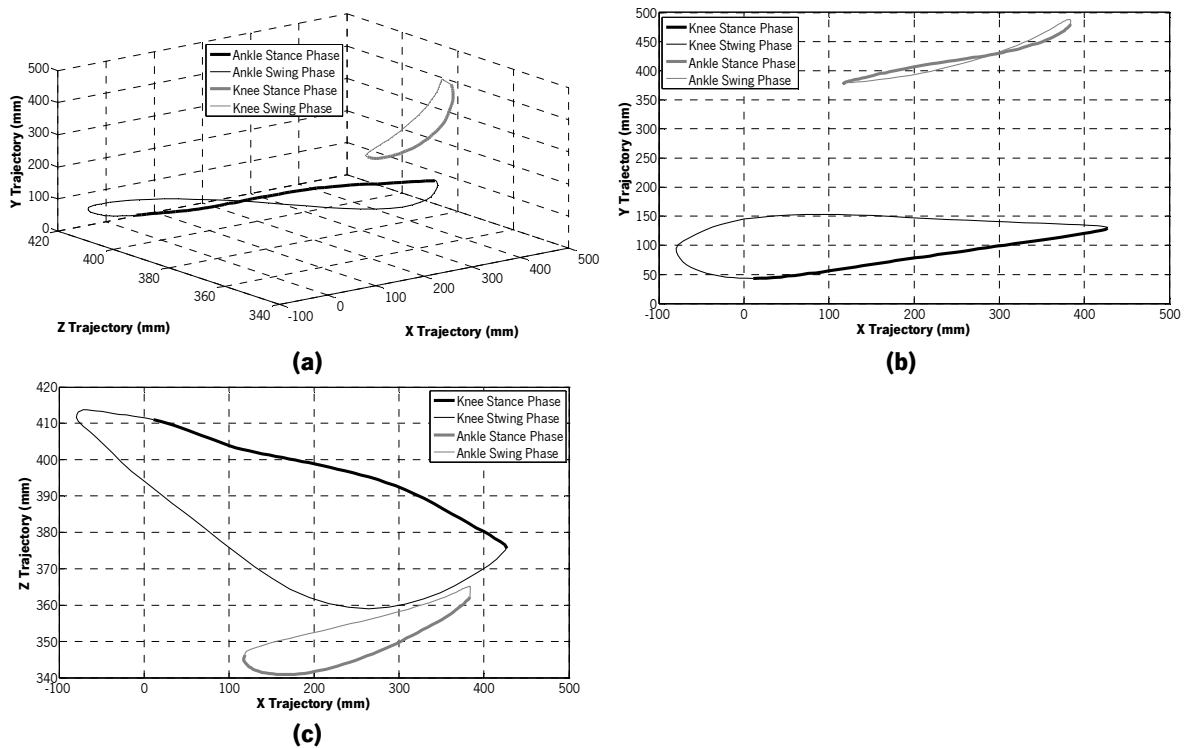 Ankle Stance Phase
Ankle Swing Phase
Knee Stance Phase
Knee Swing Phase
500
400
300
200
100
0
Y Trajectory (mm)
420
400
380
360
340
Z Trajectory (mm)
-100
0
100
200
300
400
500
X Trajectory (mm)
(a)
Knee Stance Phase
Knee Stwing Phase
Ankle Stance Phase
Ankle Swing Phase
500
450
400
350
300
250
200
150
100
50
0
Y Trajectory (mm)
-100
0
100
200
300
400
500
X Trajectory (mm)
(b)
Knee Stance Phase
Knee Stwing Phase
Ankle Stance Phase
Ankle Swing Phase
420
410
400
390
380
370
360
350
340
Z Trajectory (mm)
-100
0
100
200
300
400
500
X Trajectory (mm)
(c)